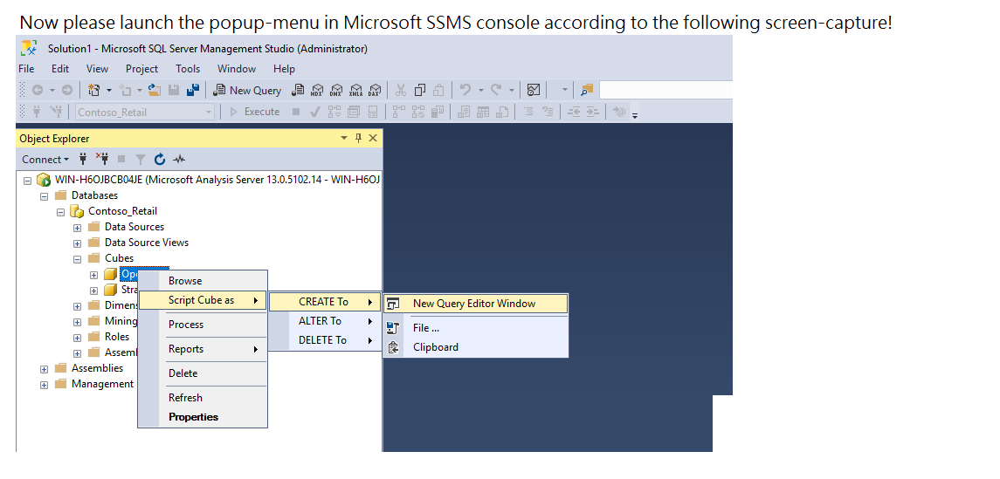 Now please launch the popup-menu in Microsoft SSMS console according to the following screen-capture!
Solution1 - Microsoft SQL Server Management Studio (Administrator)
File Edit View Project Tools Window Help
New Query MDX DMX XMLA DAX
Contoso_Retail Execute
Object Explorer
Connect
WIN-H6OJBCB04JE (Microsoft Analysis Server 13.0.5102.14 - WIN-H6OJ
Databases
Contoso_Retail
Data Sources
Data Source Views
Cubes
Op
Stra
Dimens
Mining
Roles
Assembl
Assemblies
Management
Browse
Script Cube as
Process
Reports
Delete
Refresh
Properties
CREATE To
ALTER To
DELETE To
New Query Editor Window
File ...
Clipboard